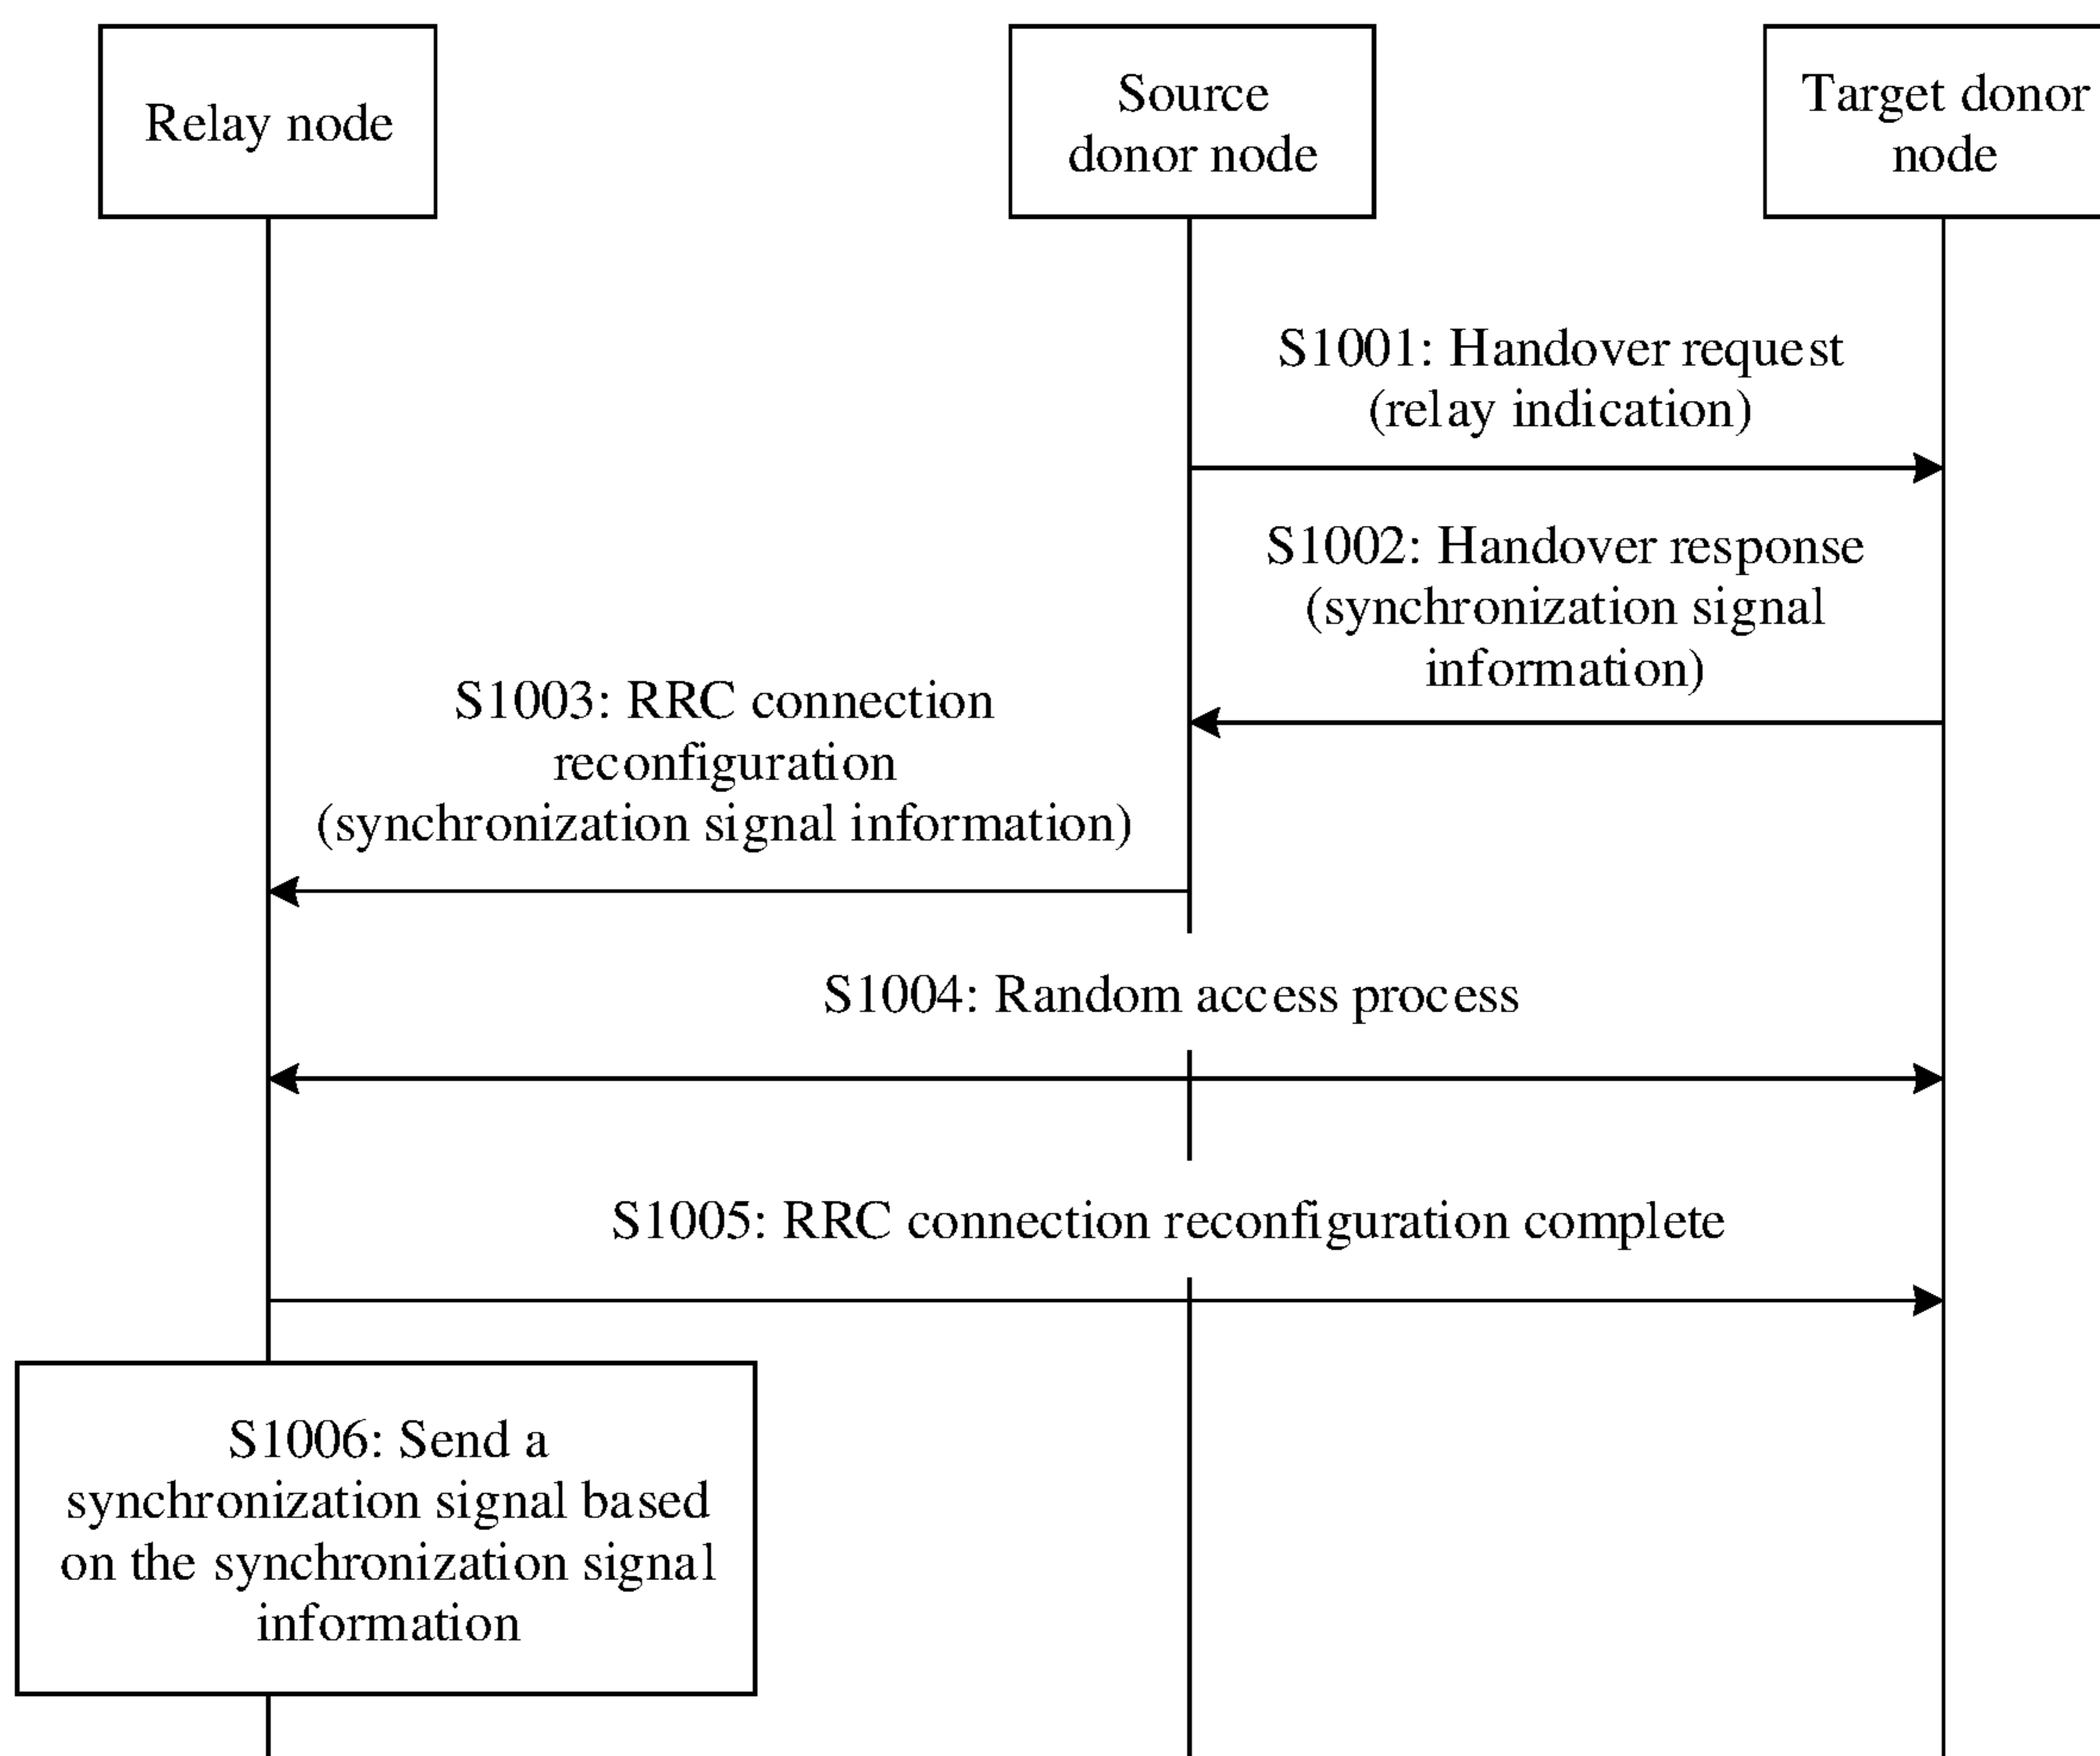 Relay node
Source
donor node
Target donor
node
S1001: Handover request
(relay indication)
S1002: Handover response
(synchronization signal
information)
S1003: RRC connection
reconfiguration
(synchronization signal information)
S1004: Random access process
S1005: RRC connection reconfiguration complete
S1006: Send a
synchronization signal based
on the synchronization signal
information